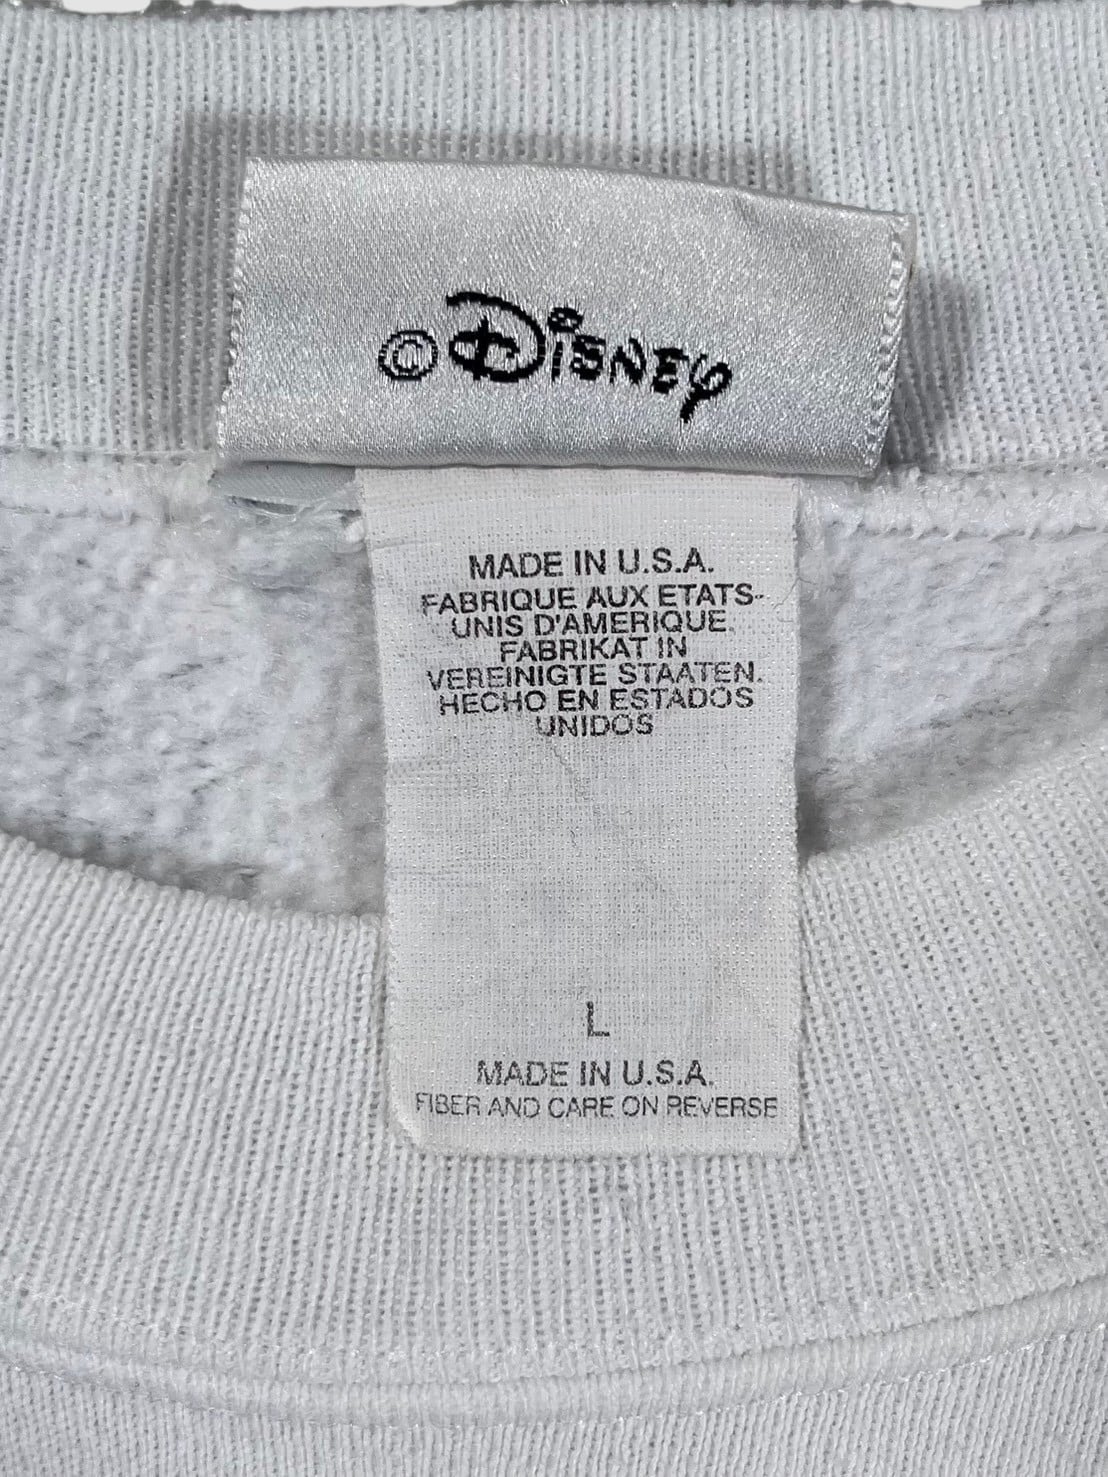 © Disney
MADE IN U.S.A.
FABRIQUE AUX ETATS-
UNIS D'AMERIQUE.
FABRIKAT IN
VEREINIGTE STAATEN.
HECHO EN ESTADOS
UNIDOS
L
MADE IN U.S.A.
FIBER AND CARE ON REVERSE